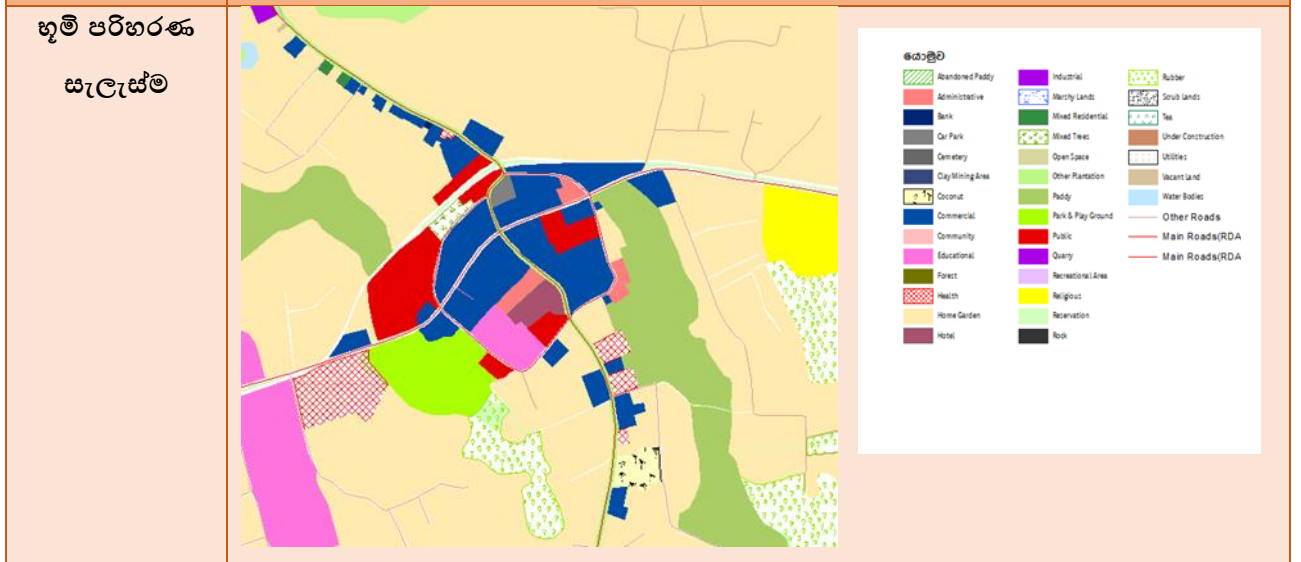 භූමි පරිහරණ
සැලැස්ම
යොමුව
Abandoned Paddy
Administrative
Bank
Car Park
Cemetery
Clay Mining Area
Coconut
Commercial
Community
Educational
Forest
Health
Home Garden
Hotel
Industrial
Marshy Lands
Mixed Residential
Mixed Trees
Open Space
Other Plantation
Paddy
Park & Play Ground
Public
Quarry
Recreational Area
Religious
Reservation
Rock
Rubber
Scrub Lands
Tea
Under Construction
Utilities
Vacant Land
Water Bodies
Other Roads
Main Roads(RDA
Main Roads(RDA